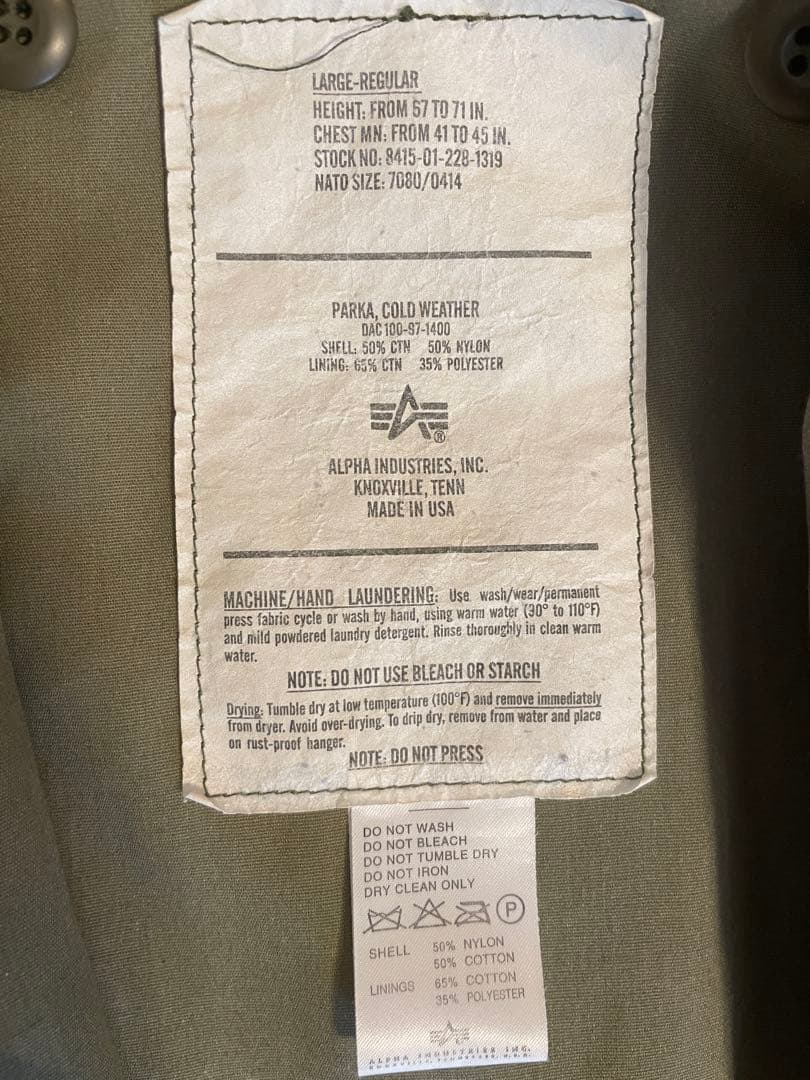 LARGE-REGULAR
HEIGHT: FROM 67 TO 71 IN.
CHEST MN: FROM 41 TO 45 IN.
STOCK NO: 8415-01-228-1319
NATO SIZE: 7080/0414
PARKA, COLD WEATHER
DAC 100-97-1400
SHELL: 50% CTN 50% NYLON
LINING: 65% CTN 35% POLYESTER
®
ALPHA INDUSTRIES, INC.
KNOXVILLE, TENN
MADE IN USA
MACHINE/HAND LAUNDERING: Use wash/wear/permanent
press fabric cycle or wash by hand, using warm water (90° to 110°F)
and mild powdered laundry detergent. Rinse thoroughly in clean warm
water.
NOTE: DO NOT USE BLEACH OR STARCH
Drying: Tumble dry at low temperature (100°F) and remove immediately
from dryer. Avoid over-drying. To drip dry, remove from water and place
on rust-proof hanger.
NOTE: DO NOT PRESS
DO NOT WASH
DO NOT BLEACH
DO NOT TUMBLE DRY
DO NOT IRON
DRY CLEAN ONLY
P
SHELL 50% NYLON
50% COTTON
LININGS 65% COTTON
35% POLYESTER
ALPHA INDUSTRIES INC.
KNOXVILLE, TENNESSEE, U.S.A.